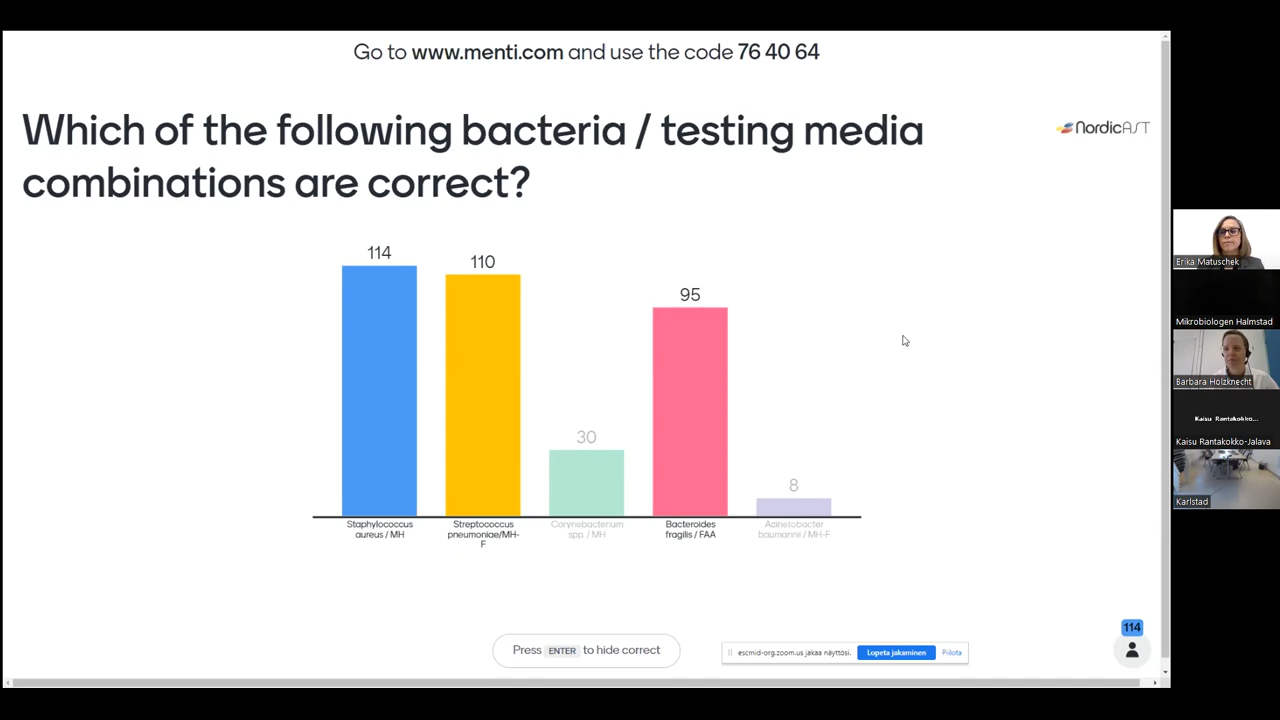 Go to www.menti.com and use the code 76 40 64
Which of the following bacteria / testing media
combinations are correct?
NordicAST
114
110
30
95
8
Staphylococcus
aureus / MH
Streptococcus
pneumoniae/MH-
F
Corynebacterium
spp. / MH
Bacteroides
fragilis / FAA
Acinetobacter
baumannii / MH-F
Press ENTER to hide correct
escmid-org.zoom.us jakaa näyttösi.
Lopeta jakaminen
Piilota
114
Erika Matuschek
Mikrobiologen Halmstad
Barbara Holzknecht
Kaisu Rantakokko...
Kaisu Rantakokko-Jalava
Karlstad